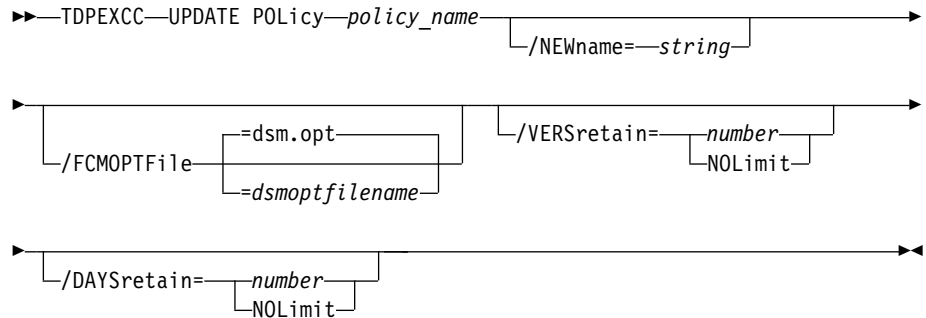 TDPEXCC UPDATE POLicy policy_name
/NEWname= string
=dsm.opt
/FCMOPTFile
=dsmoptfilename
/VERSretain= number
NOLimit
/DAYSretain= number
NOLimit